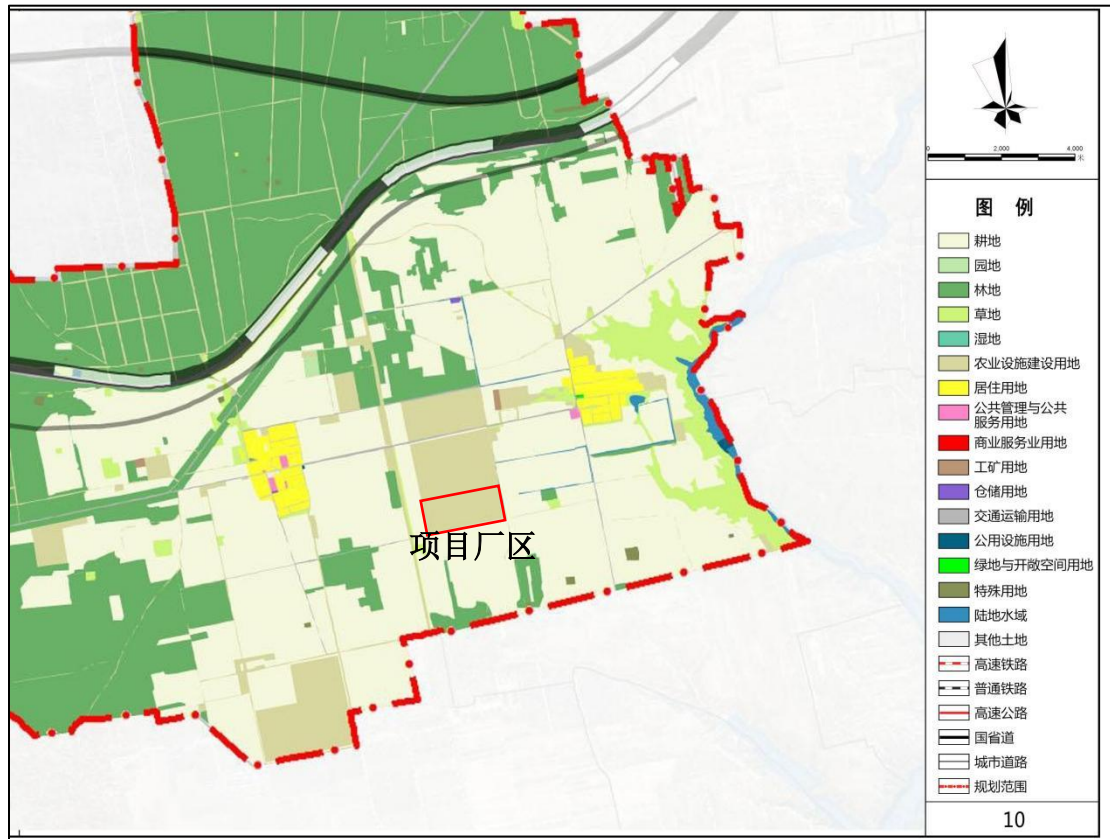 0
2,000
4,000
米
图 例
耕地
园地
林地
草地
湿地
农业设施建设用地
居住用地
公共管理与公共
服务用地
商业服务业用地
工矿用地
仓储用地
交通运输用地
公用设施用地
绿地与开敞空间用地
特殊用地
陆地水域
其他土地
高速铁路
普通铁路
高速公路
国省道
城市道路
规划范围
10
项目厂区